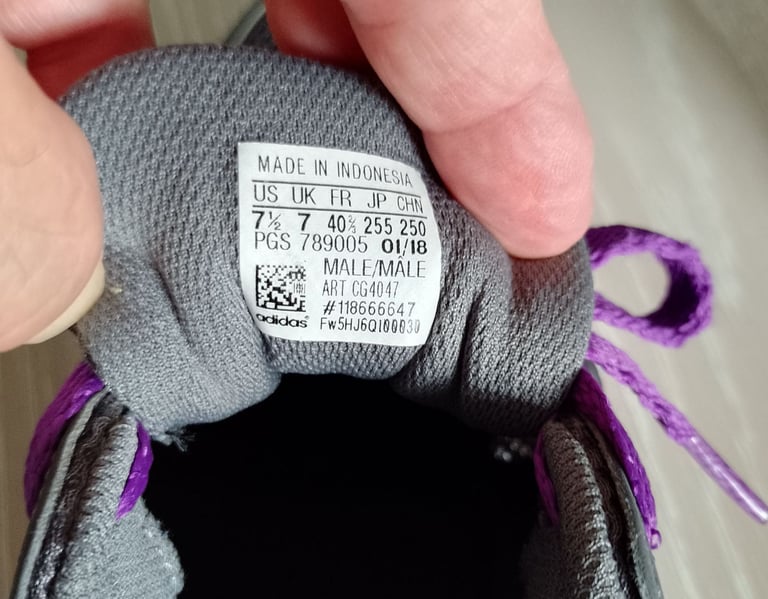 MADE IN INDONESIA
US UK FR JP CHN
7½ 7 40⅔ 255 250
PGS 789005 01/18
MALE/MÂLE
ART CG4047
#118666647
adidas® Fw5HJ6QI00030